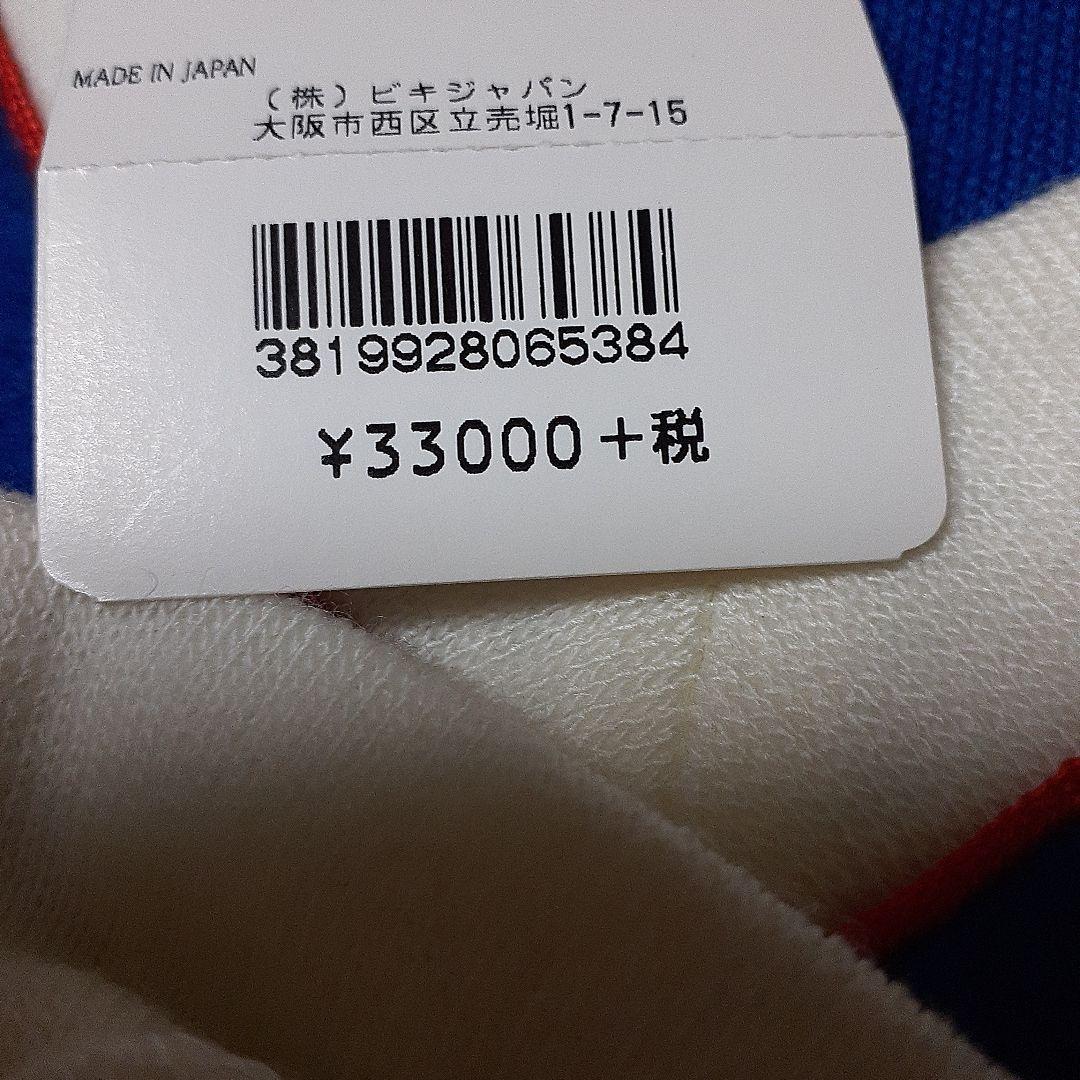 MADE IN JAPAN
(株)ビキジャパン
大阪市西区立売堀1-7-15
3819928065384
¥33000+税